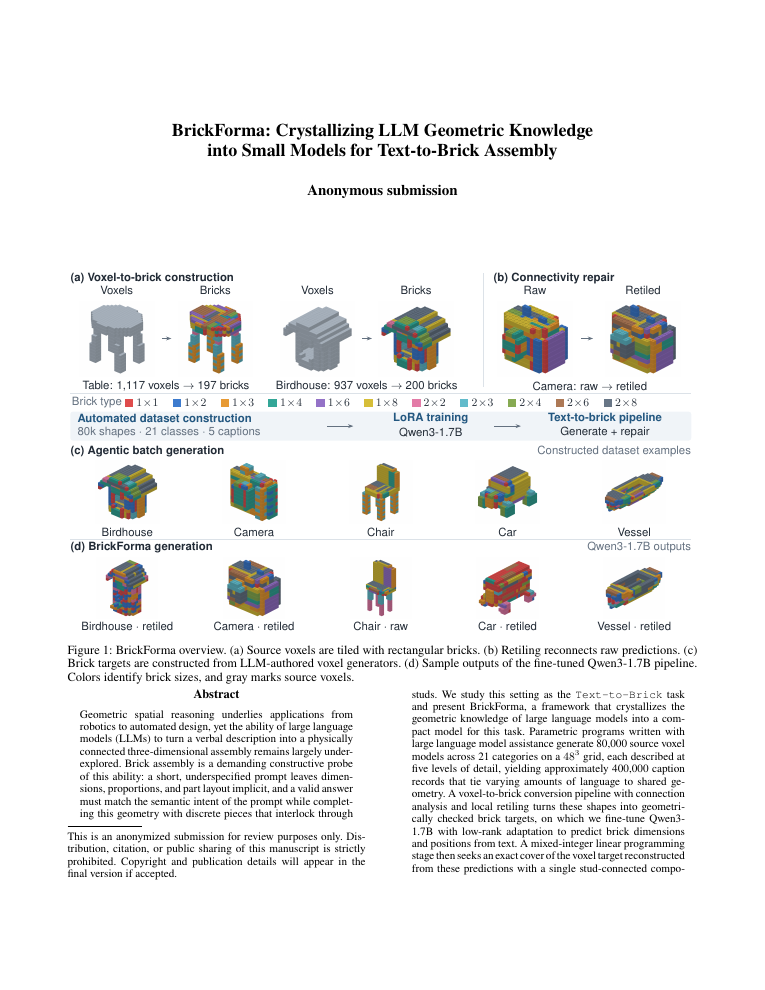 BrickForma: Crystallizing LLM Geometric Knowledge
into Small Models for Text-to-Brick Assembly
Anonymous submission
(a) Voxel-to-brick construction
(b) Connectivity repair
Voxels
Bricks
Voxels
Bricks
Raw
Retiled
Table: 1,117 voxels → 197 bricks
Birdhouse: 937 voxels → 200 bricks
Camera: raw → retiled
Brick type 1×1 1×2 1×3 1×4 1×6 1×8 2×2 2×3 2×4 2×6 2×8
Automated dataset construction
80k shapes · 21 classes · 5 captions
LoRA training
Qwen3-1.7B
Text-to-brick pipeline
Generate + repair
(c) Agentic batch generation
Constructed dataset examples
Birdhouse
Camera
Chair
Car
Vessel
(d) BrickForma generation
Qwen3-1.7B outputs
Birdhouse · retiled
Camera · retiled
Chair · raw
Car · retiled
Vessel · retiled
Figure 1: BrickForma overview. (a) Source voxels are tiled with rectangular bricks. (b) Retiling reconnects raw predictions. (c)
Brick targets are constructed from LLM-authored voxel generators. (d) Sample outputs of the fine-tuned Qwen3-1.7B pipeline.
Colors identify brick sizes, and gray marks source voxels.
Abstract
Geometric spatial reasoning underlies applications from
robotics to automated design, yet the ability of large language
models (LLMs) to turn a verbal description into a physically
connected three-dimensional assembly remains largely under-
explored. Brick assembly is a demanding constructive probe
of this ability: a short, underspecified prompt leaves dimen-
sions, proportions, and part layout implicit, and a valid answer
must match the semantic intent of the prompt while complet-
ing this geometry with discrete pieces that interlock through
This is an anonymized submission for review purposes only. Dis-
tribution, citation, or public sharing of this manuscript is strictly
prohibited. Copyright and publication details will appear in the
final version if accepted.
studs. We study this setting as the Text-to-Brick task
and present BrickForma, a framework that crystallizes the
geometric knowledge of large language models into a com-
pact model for this task. Parametric programs written with
large language model assistance generate 80,000 source voxel
models across 21 categories on a 48³ grid, each described at
five levels of detail, yielding approximately 400,000 caption
records that tie varying amounts of language to shared ge-
ometry. A voxel-to-brick conversion pipeline with connection
analysis and local retiling turns these shapes into geometri-
cally checked brick targets, on which we fine-tune Qwen3-
1.7B with low-rank adaptation to predict brick dimensions
and positions from text. A mixed-integer linear programming
stage then seeks an exact cover of the voxel target reconstructed
from these predictions with a single stud-connected compo-